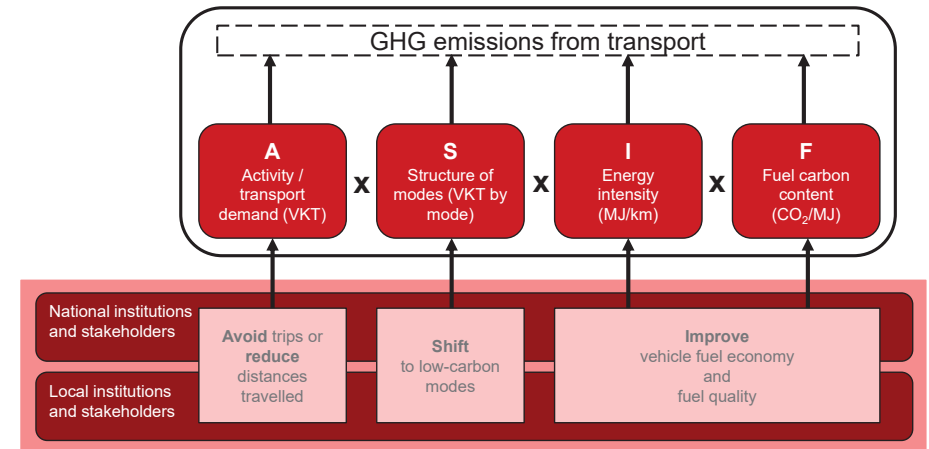 GHG emissions from transport
A
Activity /
transport
demand (VKT)
x
S
Structure of
modes (VKT by
mode)
x
I
Energy
intensity
(MJ/km)
x
F
Fuel carbon
content
(CO₂/MJ)
National institutions
and stakeholders
Local institutions
and stakeholders
Avoid trips or
reduce
distances
travelled
Shift
to low-carbon
modes
Improve
vehicle fuel economy
and
fuel quality